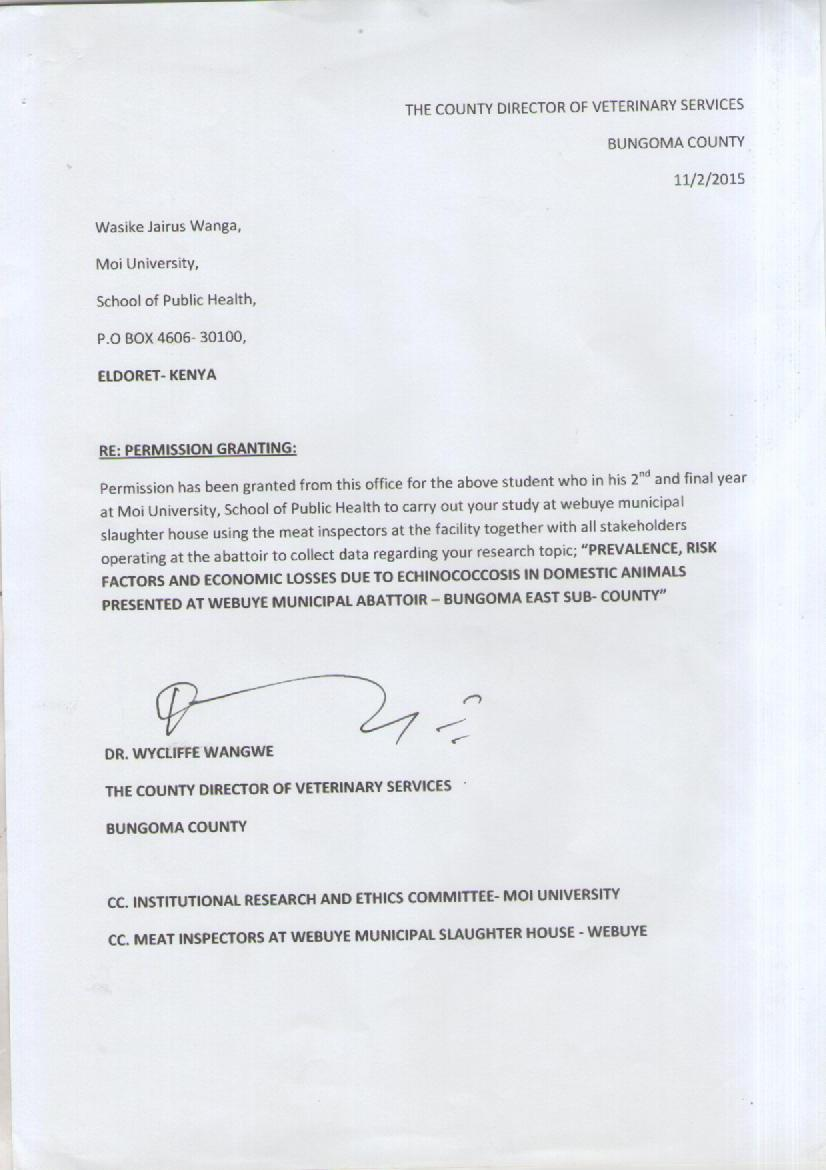 THE COUNTY DIRECTOR OF VETERINARY SERVICES
BUNGOMA COUNTY
11/2/2015
Wasike Jairus Wanga,
Moi University,
School of Public Health,
P.O BOX 4606- 30100,
ELDORET- KENYA
RE: PERMISSION GRANTING:
Permission has been granted from this office for the above student who in his 2nd and final year
at Moi University, School of Public Health to carry out your study at webuye municipal
slaughter house using the meat inspectors at the facility together with all stakeholders
operating at the abattoir to collect data regarding your research topic; “PREVALENCE, RISK
FACTORS AND ECONOMIC LOSSES DUE TO ECHINOCOCCOSIS IN DOMESTIC ANIMALS
PRESENTED AT WEBUYE MUNICIPAL ABATTOIR – BUNGOMA EAST SUB- COUNTY”
DR. WYCLIFFE WANGWE
THE COUNTY DIRECTOR OF VETERINARY SERVICES
BUNGOMA COUNTY
CC. INSTITUTIONAL RESEARCH AND ETHICS COMMITTEE- MOI UNIVERSITY
CC. MEAT INSPECTORS AT WEBUYE MUNICIPAL SLAUGHTER HOUSE - WEBUYE